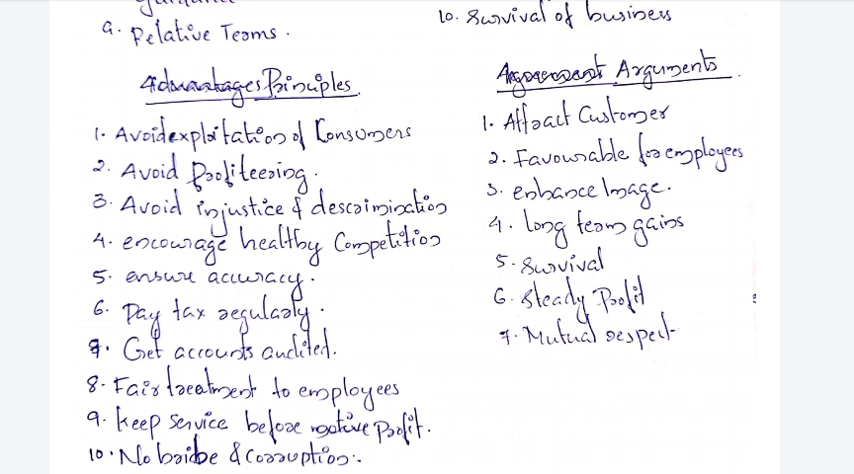 guidance
9. Relative Terms.
Principles
1. Avoid exploitation of Consumers
2. Avoid profiteering.
3. Avoid injustice & descrimination
4. encourage healthy Competition
5. ensure accuracy.
6. Pay tax regularly.
7. Get accounts audited.
8. Fair treatment to employees
9. keep service before motive Profit.
10. No bribe & corruption.
10. Survival of business
Arguments
1. Attract Customer
2. Favourable for employees
3. enhance Image.
4. long term gains
5. Survival
6. Steady Profit
7. Mutual respect